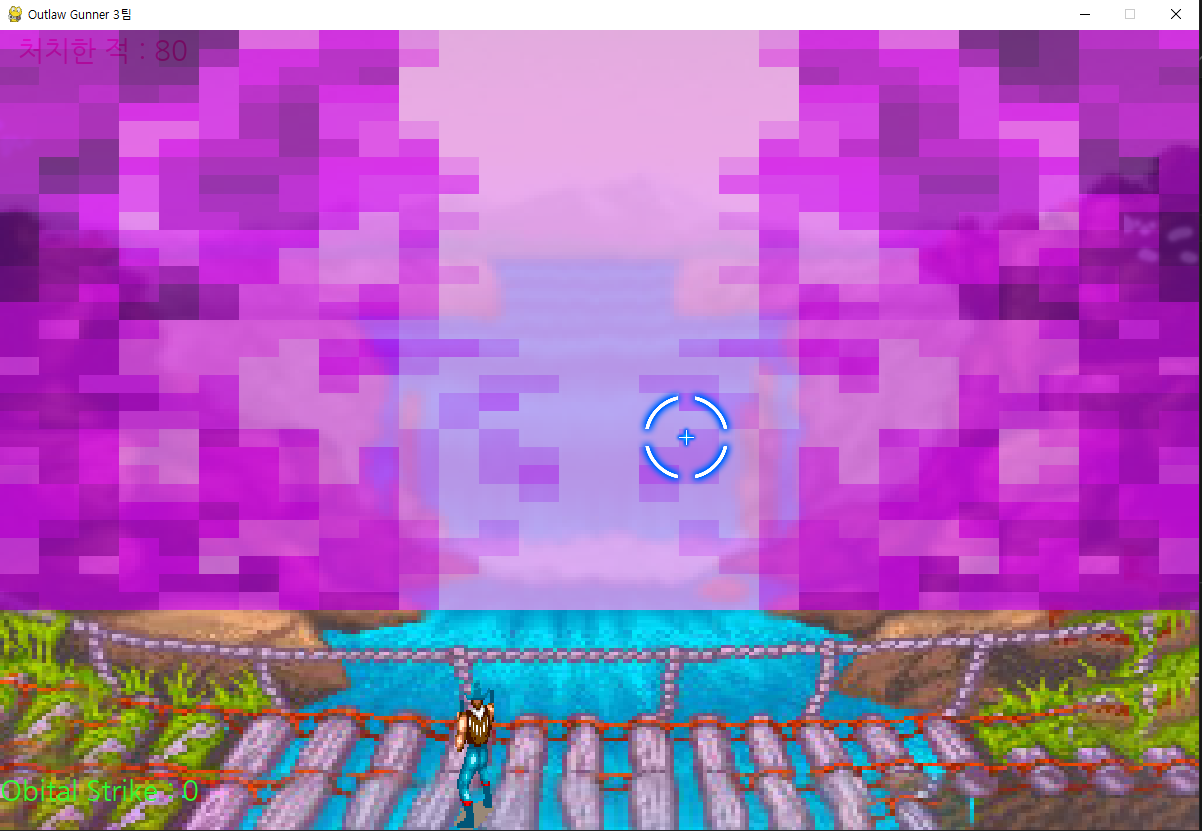 Outlaw Gunner 3팀
처치한 적 : 80
Obital Strike : 0